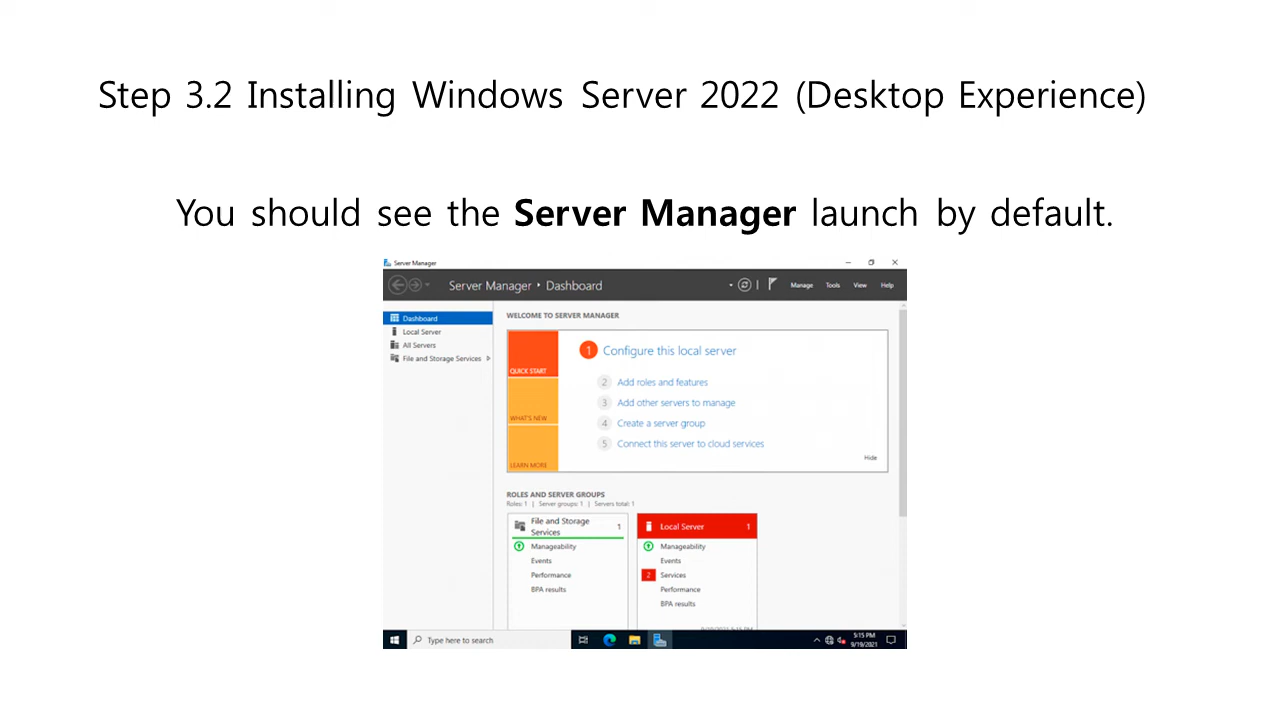 Step 3.2 Installing Windows Server 2022 (Desktop Experience)
You should see the Server Manager launch by default.
Server Manager
Server Manager • Dashboard
Manage Tools View Help
Dashboard
Local Server
All Servers
File and Storage Services
WELCOME TO SERVER MANAGER
QUICK START
WHAT'S NEW
LEARN MORE
1 Configure this local server
2 Add roles and features
3 Add other servers to manage
4 Create a server group
5 Connect this server to cloud services
Hide
ROLES AND SERVER GROUPS
Roles: 1 | Server groups: 1 | Servers total: 1
File and Storage
Services
1
Manageability
Events
Performance
BPA results
Local Server 1
Manageability
Events
2 Services
Performance
BPA results
Type here to search
5:15 PM
9/19/2021